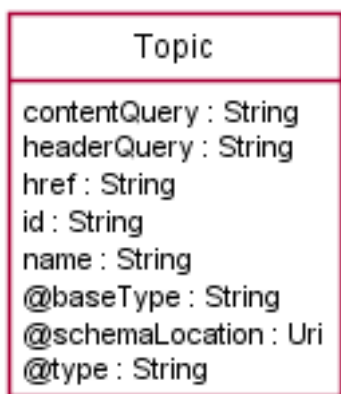 Topic
contentQuery : String
headerQuery : String
href : String
id : String
name : String
@baseType : String
@schemaLocation : Uri
@type : String